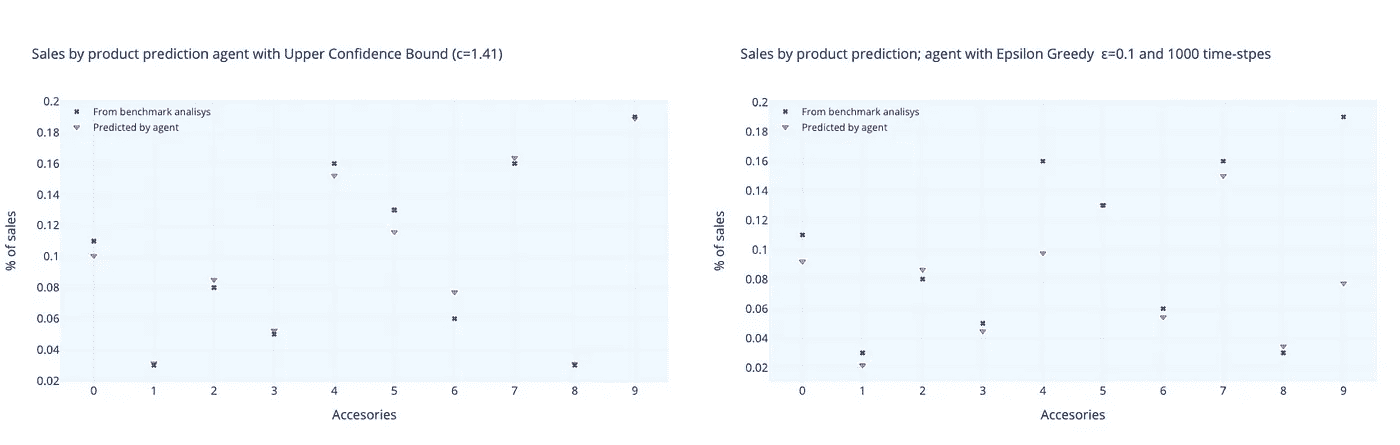 Sales by product prediction agent with Upper Confidence Bound (c=1.41)
From benchmark analisys
Predicted by agent
0.2
0.18
0.16
0.14
0.12
0.1
0.08
0.06
0.04
0.02
% of sales
0 1 2 3 4 5 6 7 8 9
Accesories
Sales by product prediction; agent with Epsilon Greedy ε=0.1 and 1000 time-stpes
From benchmark analisys
Predicted by agent
0.2
0.18
0.16
0.14
0.12
0.1
0.08
0.06
0.04
0.02
% of sales
0 1 2 3 4 5 6 7 8 9
Accesories